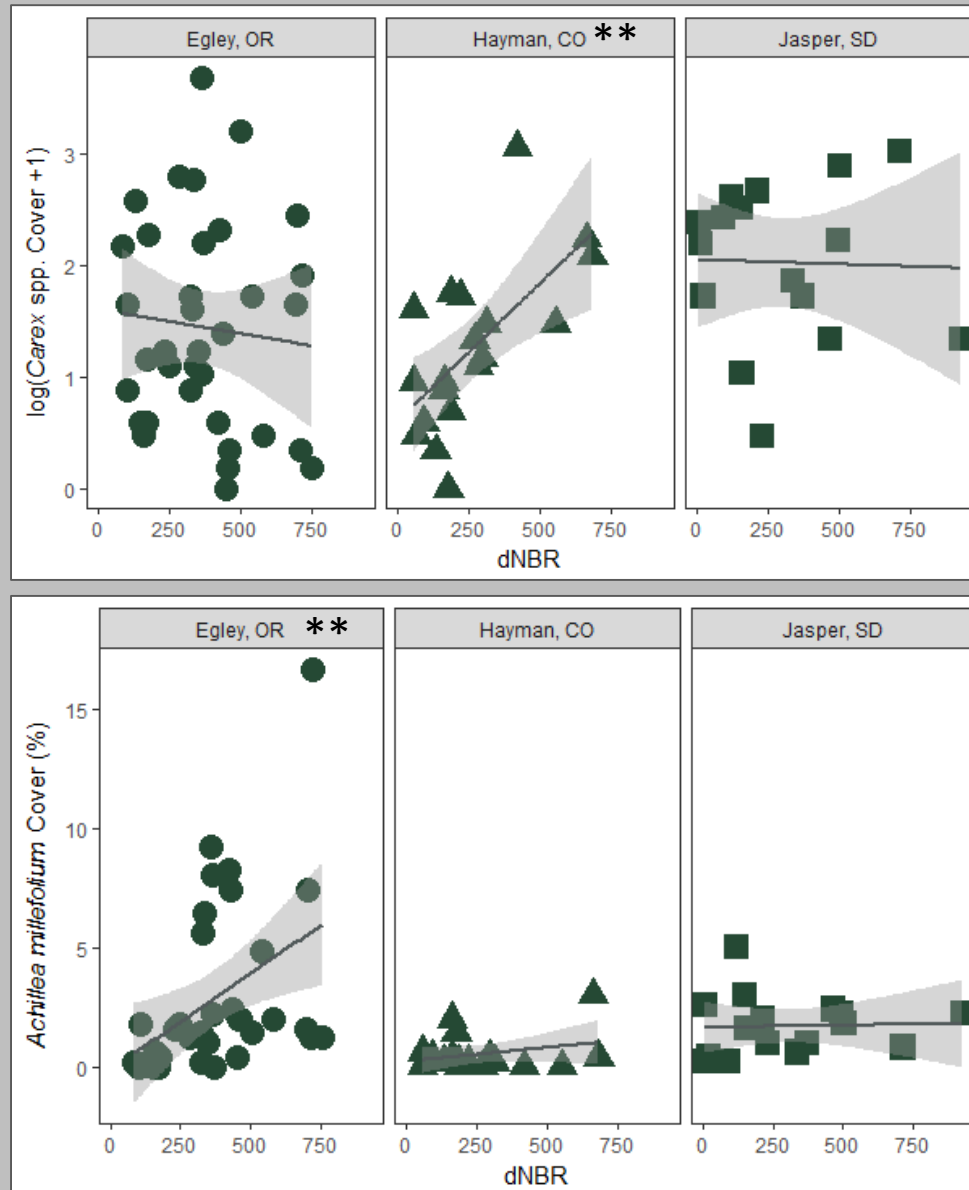 Egley, OR
Hayman, CO **
Jasper, SD
log(Carex spp. Cover +1)
3
2
1
0
0 250 500 750
0 250 500 750
0 250 500 750
dNBR
Egley, OR **
Hayman, CO
Jasper, SD
Achillea millefolium Cover (%)
15
10
5
0
0 250 500 750
0 250 500 750
0 250 500 750
dNBR